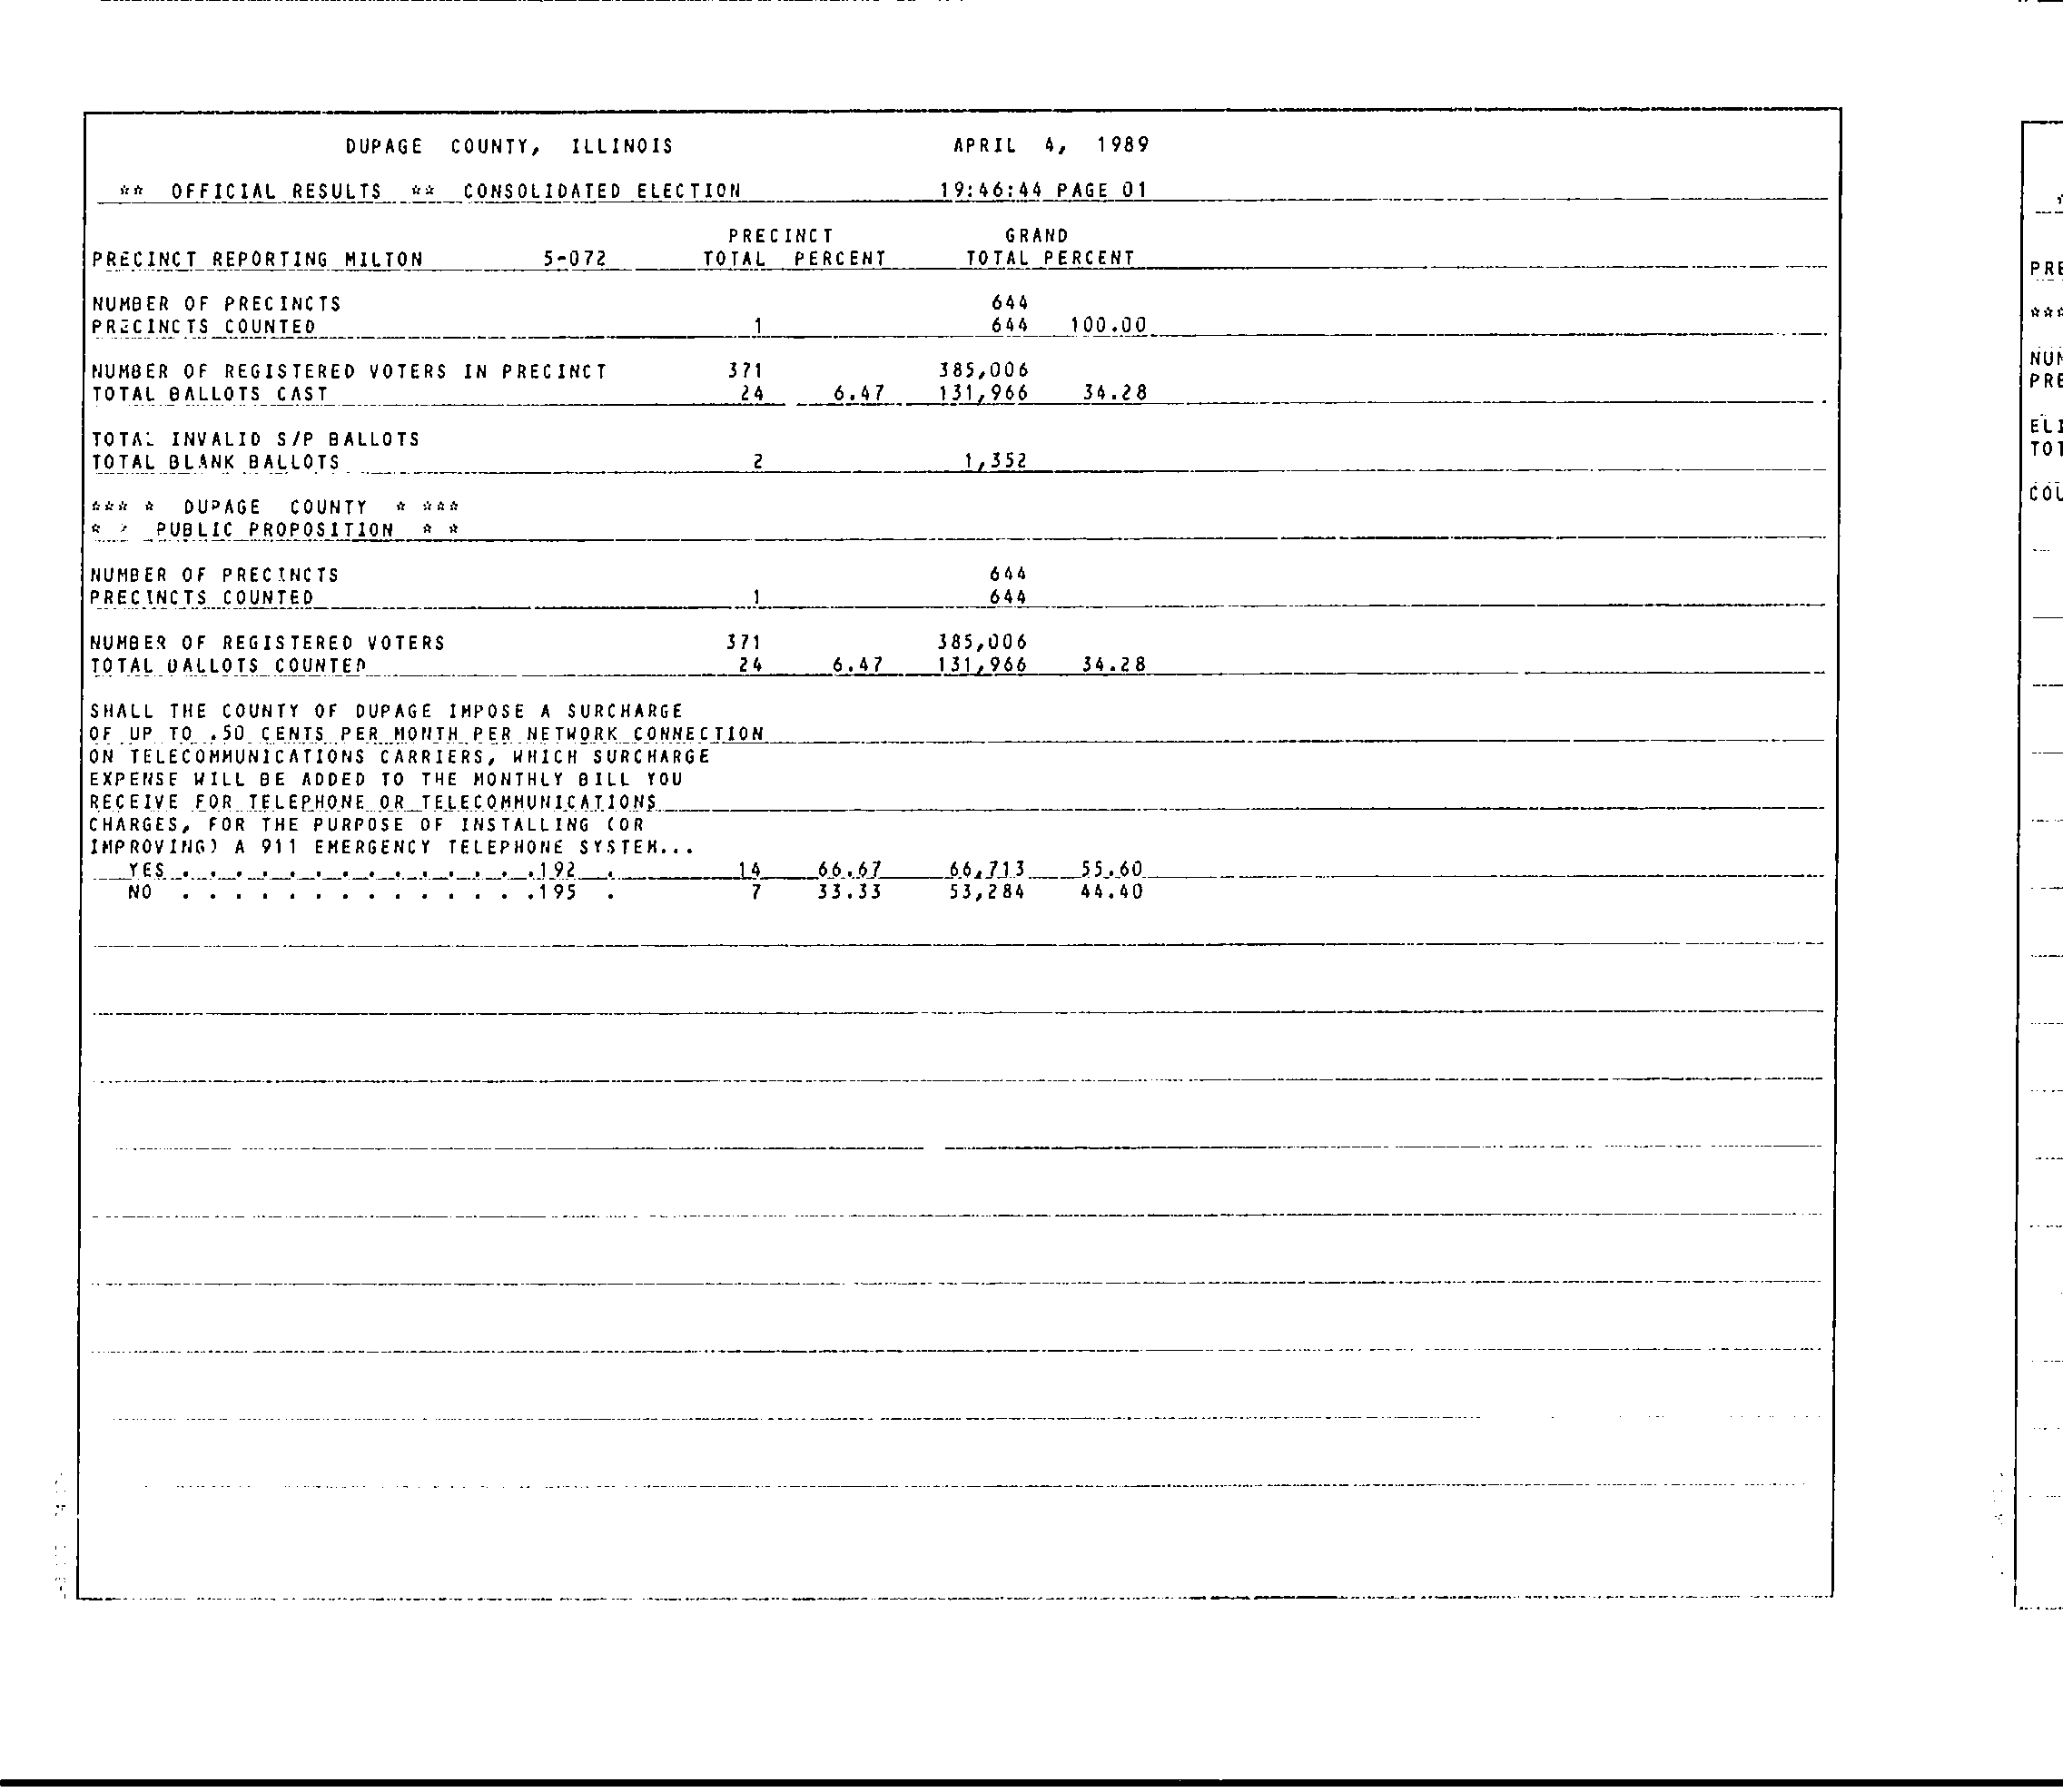 DUPAGE COUNTY, ILLINOIS APRIL 4, 1989
** OFFICIAL RESULTS ** CONSOLIDATED ELECTION 19:46:44 PAGE 01
PRECINCT GRAND
PRECINCT REPORTING MILTON 5-072 TOTAL PERCENT TOTAL PERCENT
NUMBER OF PRECINCTS 644
PRECINCTS COUNTED 1 644 100.00
NUMBER OF REGISTERED VOTERS IN PRECINCT 371 385,006
TOTAL BALLOTS CAST 24 6.47 131,966 34.28
TOTAL INVALID S/P BALLOTS
TOTAL BLANK BALLOTS 2 1,352
*** * DUPAGE COUNTY * ***
* * PUBLIC PROPOSITION * *
NUMBER OF PRECINCTS 644
PRECINCTS COUNTED 1 644
NUMBER OF REGISTERED VOTERS 371 385,006
TOTAL BALLOTS COUNTED 24 6.47 131,966 34.28
SHALL THE COUNTY OF DUPAGE IMPOSE A SURCHARGE
OF UP TO .50 CENTS PER MONTH PER NETWORK CONNECTION
ON TELECOMMUNICATIONS CARRIERS, WHICH SURCHARGE
EXPENSE WILL BE ADDED TO THE MONTHLY BILL YOU
RECEIVE FOR TELEPHONE OR TELECOMMUNICATIONS
CHARGES, FOR THE PURPOSE OF INSTALLING (OR
IMPROVING) A 911 EMERGENCY TELEPHONE SYSTEM...
YES . . . . . . . . . . . . . .192 . 14 66.67 66,713 55.60
NO . . . . . . . . . . . . . .195 . 7 33.33 53,284 44.40
PRE
***
NUM
PRE
ELI
TOT
COU